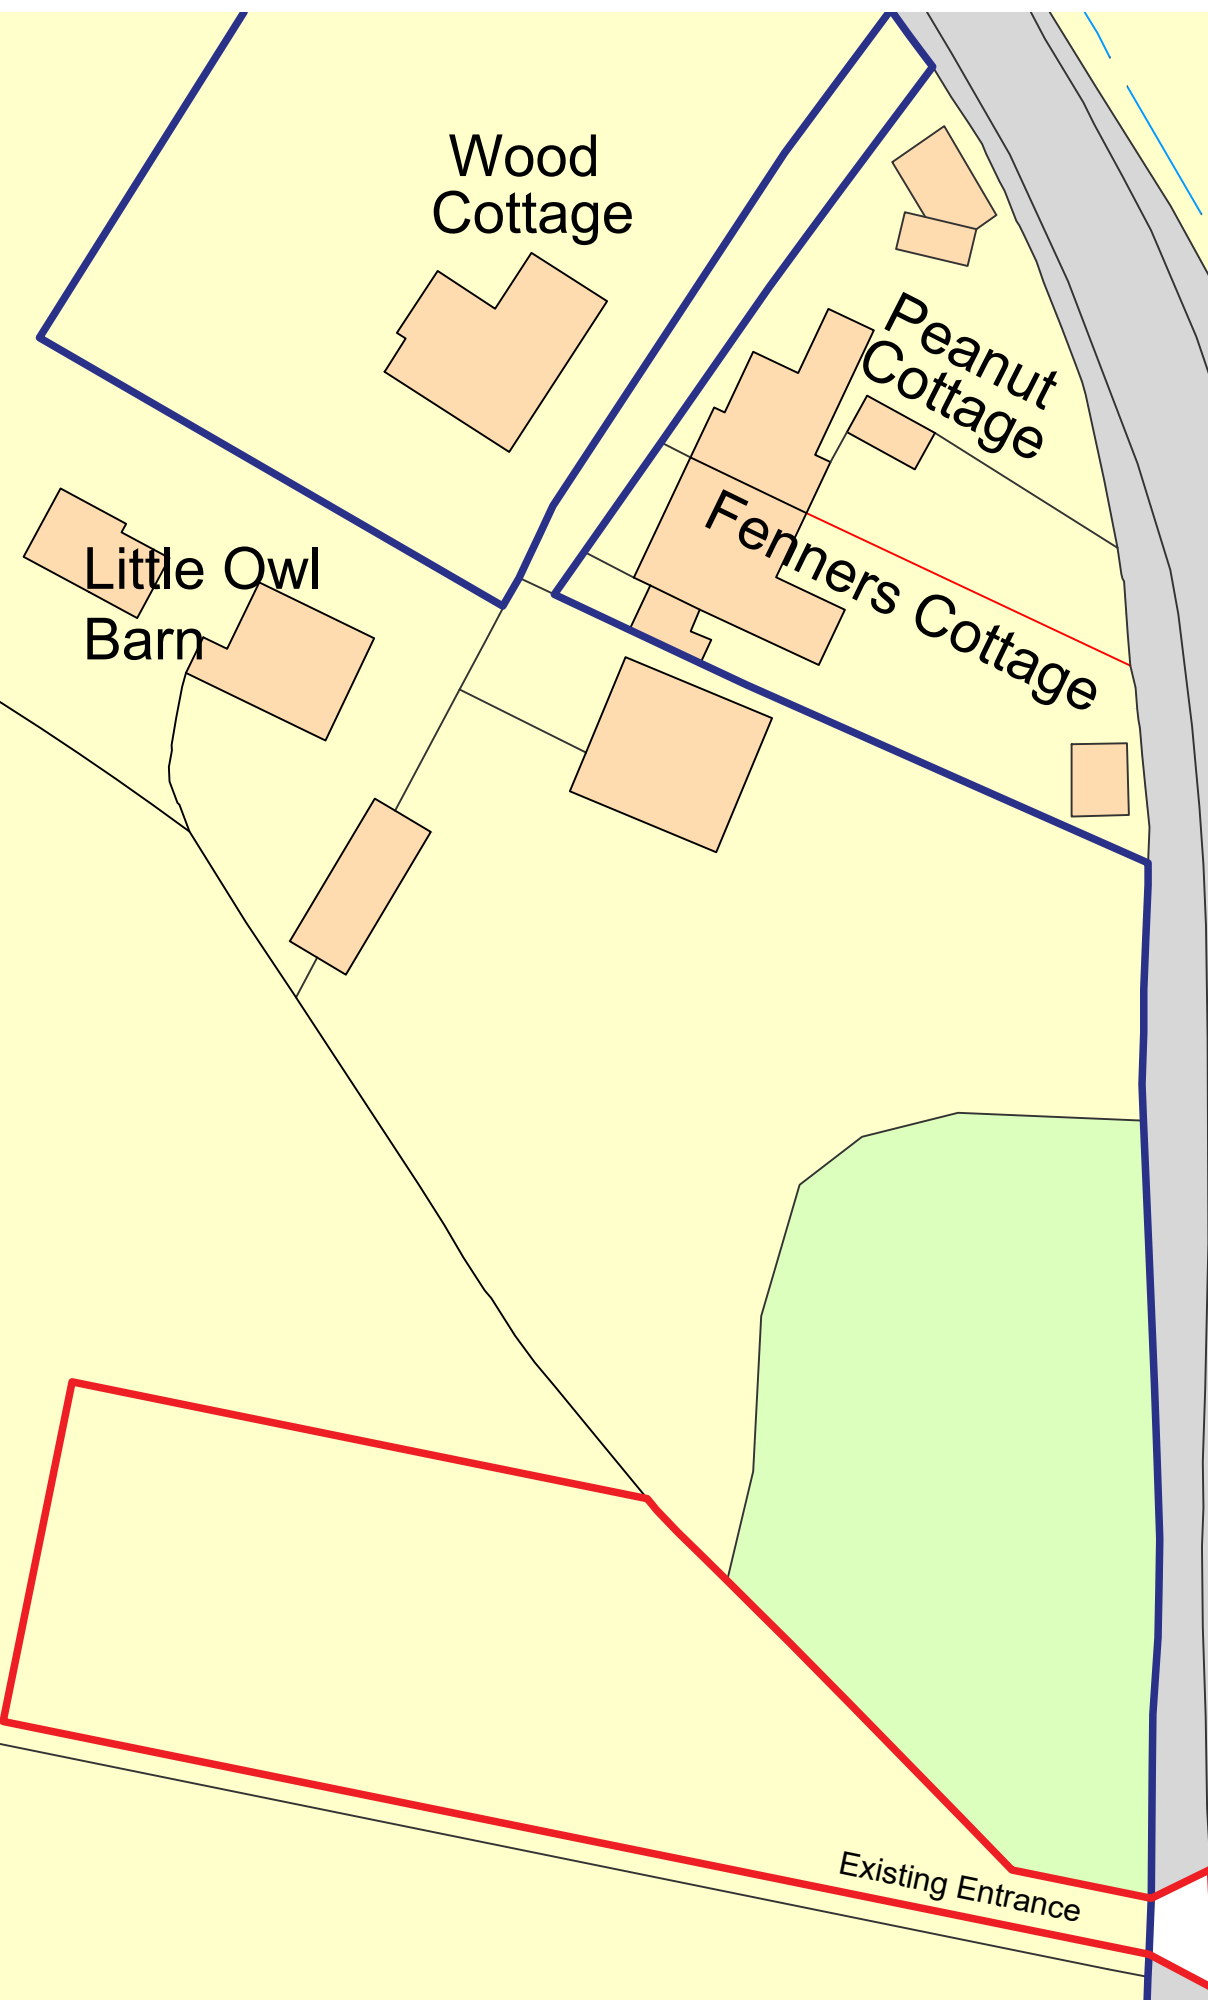 Wood
Cottage
Peanut
Cottage
Fenners Cottage
Little Owl
Barn
Existing Entrance